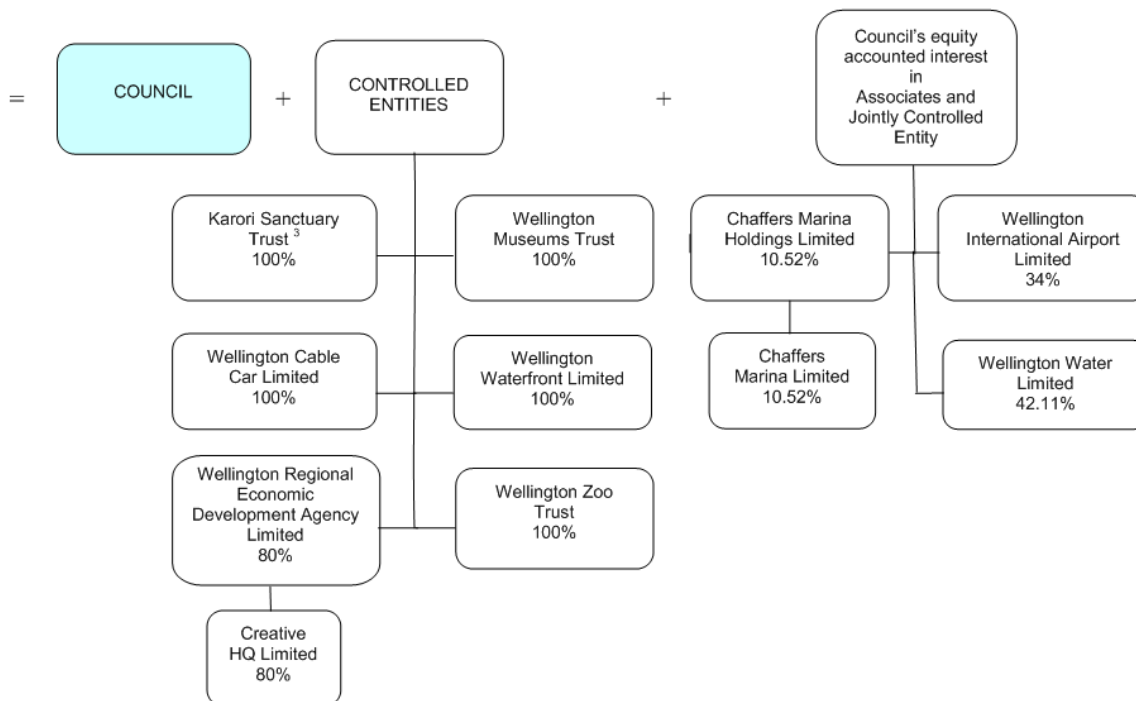 =
COUNCIL
+
CONTROLLED
ENTITIES
+
Council's equity
accounted interest
in
Associates and
Jointly Controlled
Entity
Karori Sanctuary
Trust 3
100%
Wellington
Museums Trust
100%
Chaffers Marina
Holdings Limited
10.52%
Wellington
International Airport
Limited
34%
Wellington Cable
Car Limited
100%
Wellington
Waterfront Limited
100%
Chaffers
Marina Limited
10.52%
Wellington Water
Limited
42.11%
Wellington Regional
Economic
Development Agency
Limited
80%
Wellington Zoo
Trust
100%
Creative
HQ Limited
80%